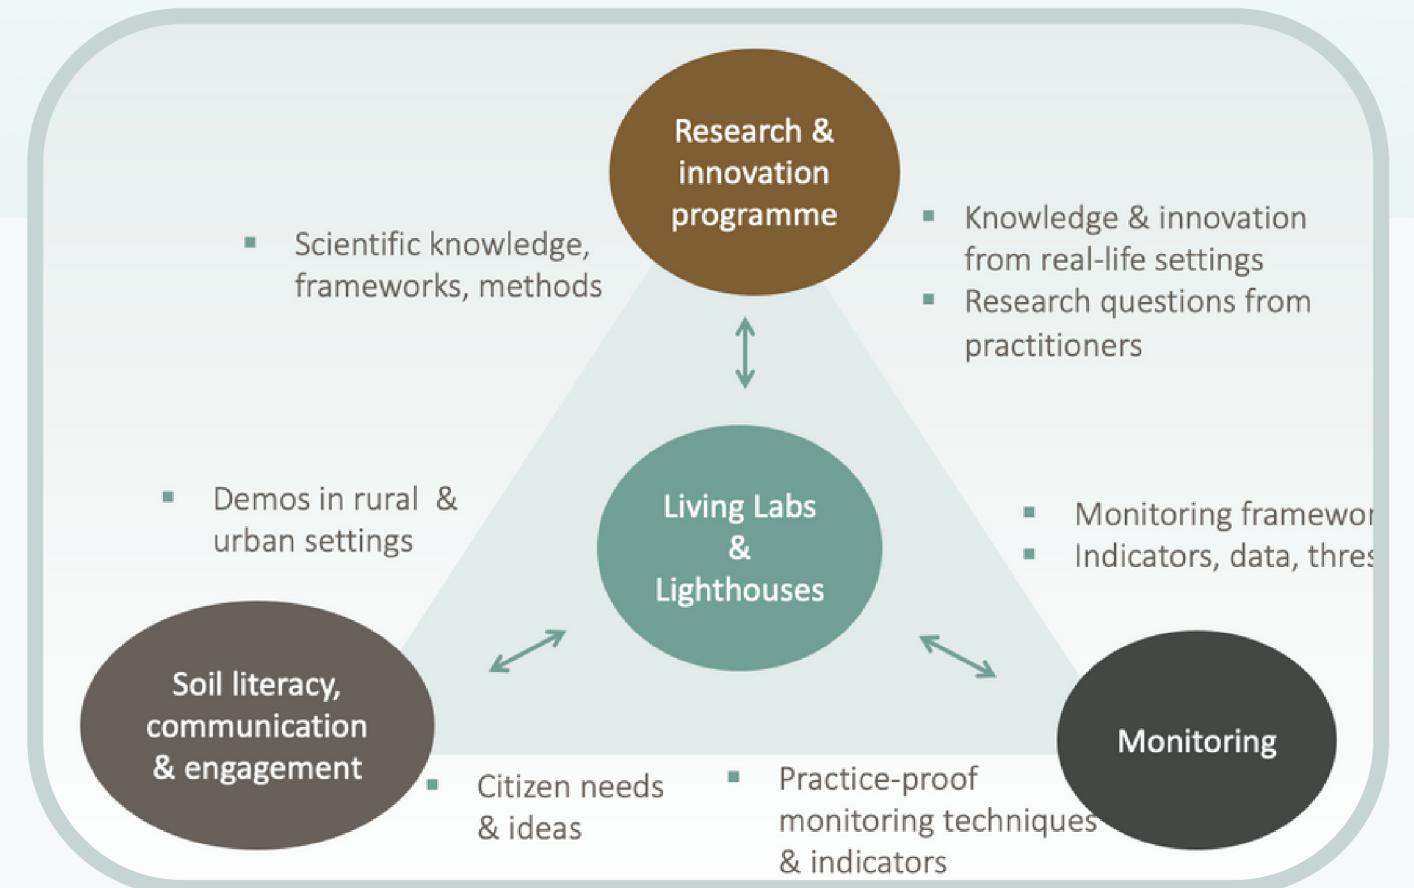 Research &
innovation
programme
Scientific knowledge,
frameworks, methods
Knowledge & innovation
from real-life settings
Research questions from
practitioners
Demos in rural &
urban settings
Living Labs
&
Lighthouses
Monitoring
Indicators, data,
Soil literacy,
communication
& engagement
Monitoring
Citizen needs
& ideas
Practice-proof
monitoring techniques
& indicators